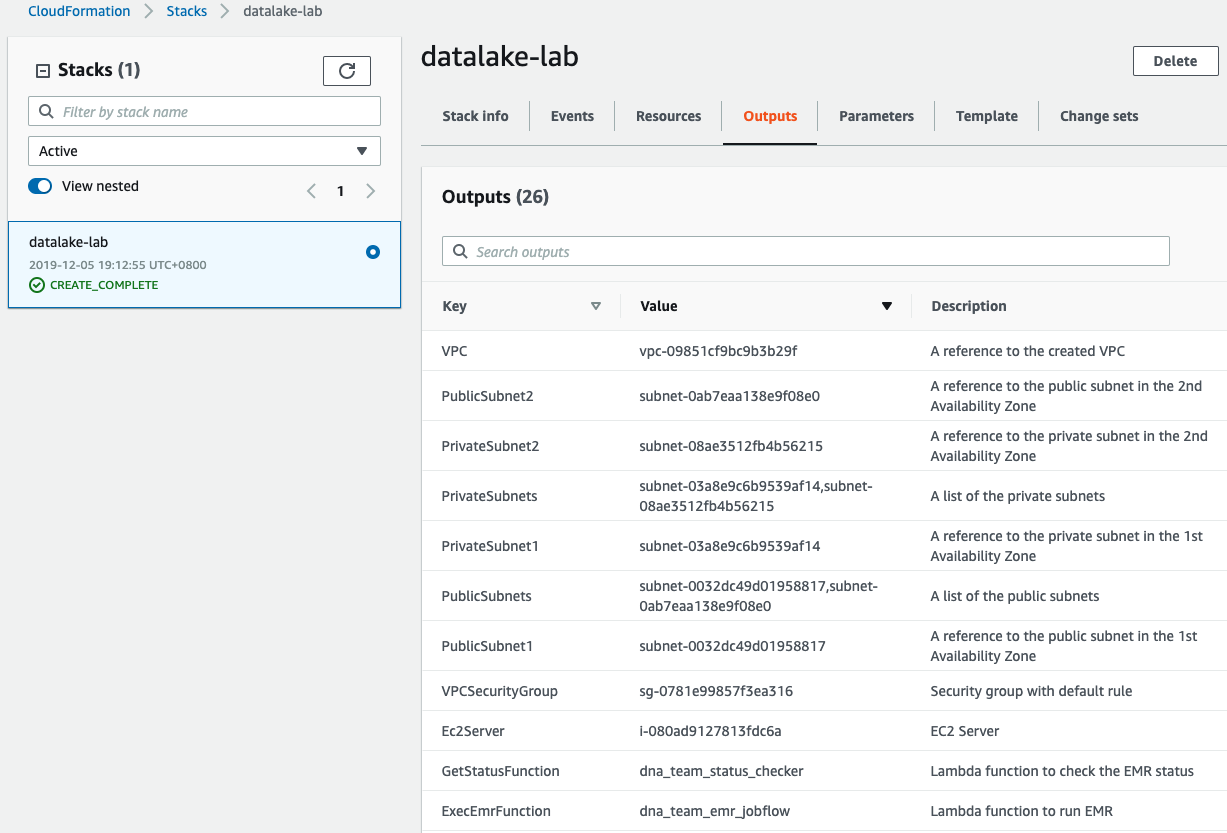 CloudFormation > Stacks > datalake-lab
Stacks (1)
Filter by stack name
Active
View nested
1
datalake-lab
2019-12-05 19:12:55 UTC+0800
CREATE_COMPLETE
datalake-lab
Delete
Stack info Events Resources Outputs Parameters Template Change sets
Outputs (26)
Search outputs
Key Value Description
VPC vpc-09851cf9bc9b3b29f A reference to the created VPC
PublicSubnet2 subnet-0ab7eaa138e9f08e0 A reference to the public subnet in the 2nd
Availability Zone
PrivateSubnet2 subnet-08ae3512fb4b56215 A reference to the private subnet in the 2nd
Availability Zone
PrivateSubnets subnet-03a8e9c6b9539af14,subnet-
08ae3512fb4b56215 A list of the private subnets
PrivateSubnet1 subnet-03a8e9c6b9539af14 A reference to the private subnet in the 1st
Availability Zone
PublicSubnets subnet-0032dc49d01958817,subnet-
0ab7eaa138e9f08e0 A list of the public subnets
PublicSubnet1 subnet-0032dc49d01958817 A reference to the public subnet in the 1st
Availability Zone
VPCSecurityGroup sg-0781e99857f3ea316 Security group with default rule
Ec2Server i-080ad9127813fdc6a EC2 Server
GetStatusFunction dna_team_status_checker Lambda function to check the EMR status
ExecEmrFunction dna_team_emr_jobflow Lambda function to run EMR